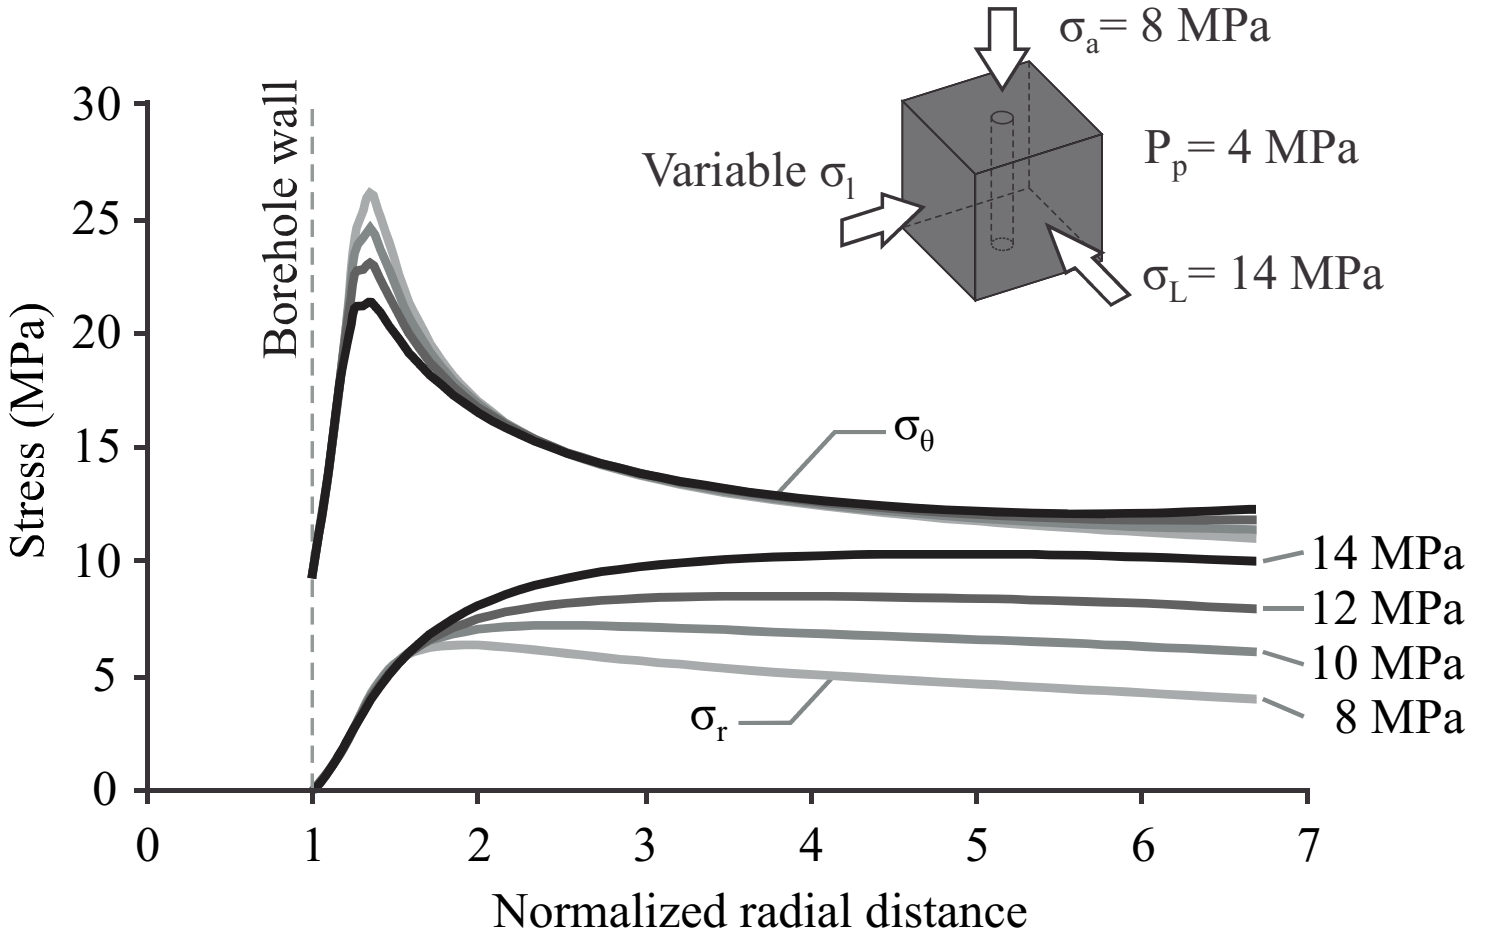 σa= 8 MPa
Variable σl
Pp= 4 MPa
σL= 14 MPa
Borehole wall
Stress (MPa)
30
25
20
15
10
5
0
σθ
σr
14 MPa
12 MPa
10 MPa
8 MPa
0 1 2 3 4 5 6 7
Normalized radial distance